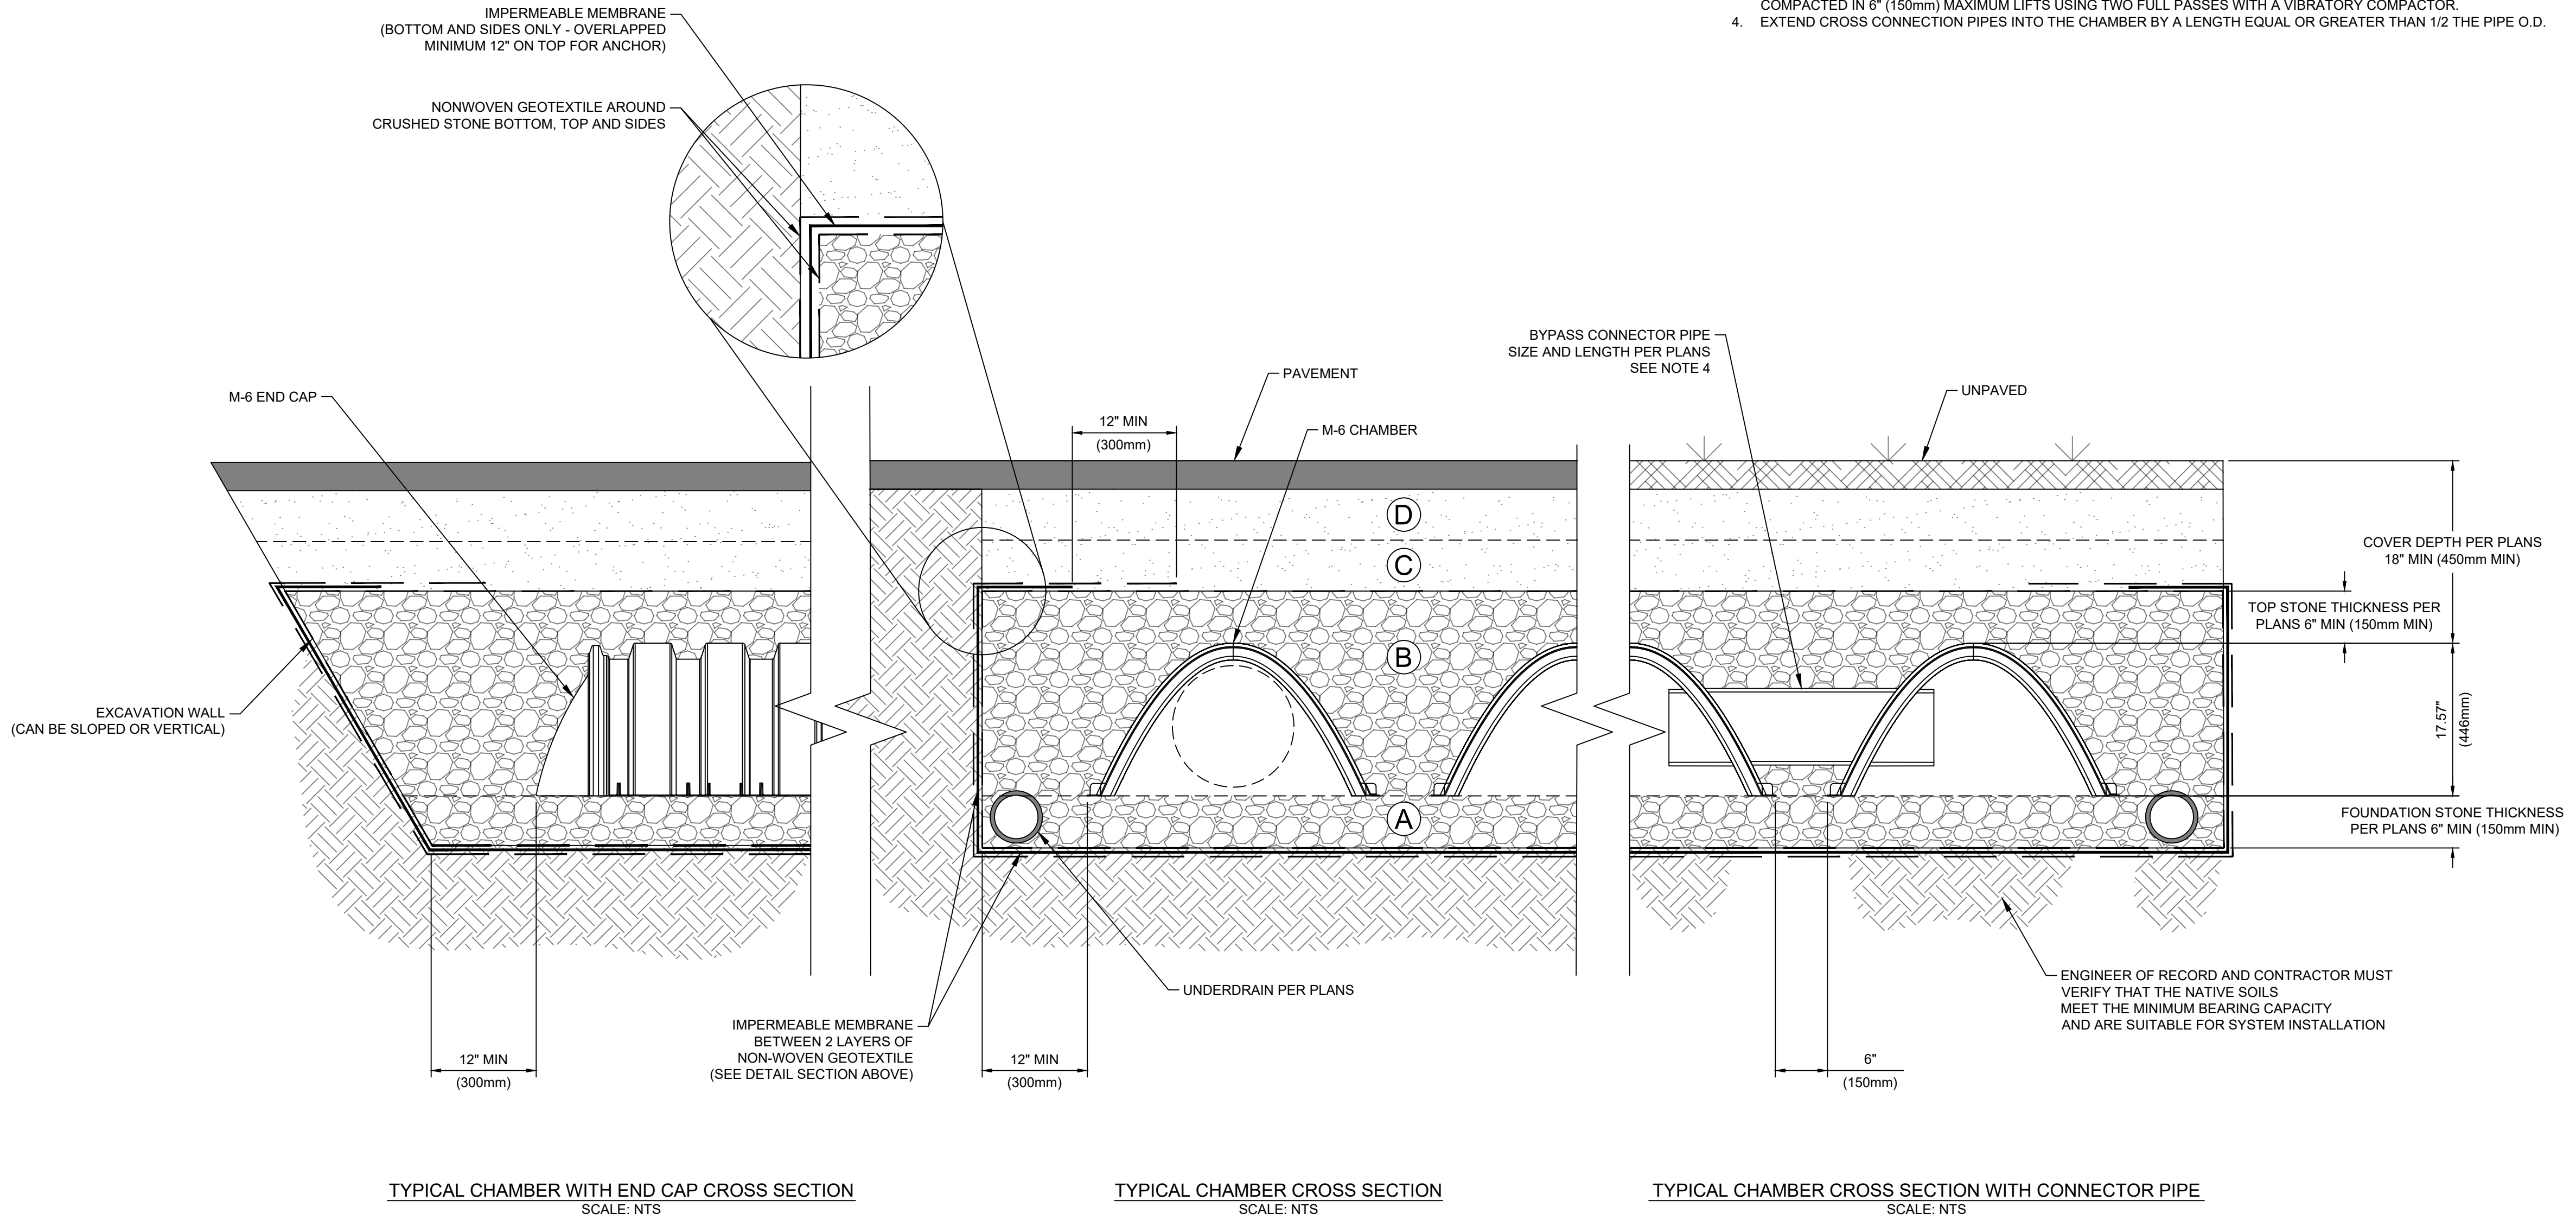 COMPACTED IN 6" (150mm) MAXIMUM LIFTS USING TWO FULL PASSES WITH A VIBRATORY COMPACTOR.
4. EXTEND CROSS CONNECTION PIPES INTO THE CHAMBER BY A LENGTH EQUAL OR GREATER THAN 1/2 THE PIPE O.D.
IMPERMEABLE MEMBRANE
(BOTTOM AND SIDES ONLY - OVERLAPPED
MINIMUM 12" ON TOP FOR ANCHOR)
NONWOVEN GEOTEXTILE AROUND
CRUSHED STONE BOTTOM, TOP AND SIDES
M-6 END CAP
PAVEMENT
12" MIN
(300mm)
M-6 CHAMBER
BYPASS CONNECTOR PIPE
SIZE AND LENGTH PER PLANS
SEE NOTE 4
UNPAVED
D
C
B
A
COVER DEPTH PER PLANS
18" MIN (450mm MIN)
TOP STONE THICKNESS PER
PLANS 6" MIN (150mm MIN)
17.57"
(446mm)
FOUNDATION STONE THICKNESS
PER PLANS 6" MIN (150mm MIN)
EXCAVATION WALL
(CAN BE SLOPED OR VERTICAL)
UNDERDRAIN PER PLANS
IMPERMEABLE MEMBRANE
BETWEEN 2 LAYERS OF
NON-WOVEN GEOTEXTILE
(SEE DETAIL SECTION ABOVE)
ENGINEER OF RECORD AND CONTRACTOR MUST
VERIFY THAT THE NATIVE SOILS
MEET THE MINIMUM BEARING CAPACITY
AND ARE SUITABLE FOR SYSTEM INSTALLATION
12" MIN
(300mm)
12" MIN
(300mm)
6"
(150mm)
TYPICAL CHAMBER WITH END CAP CROSS SECTION
SCALE: NTS
TYPICAL CHAMBER CROSS SECTION
SCALE: NTS
TYPICAL CHAMBER CROSS SECTION WITH CONNECTOR PIPE
SCALE: NTS